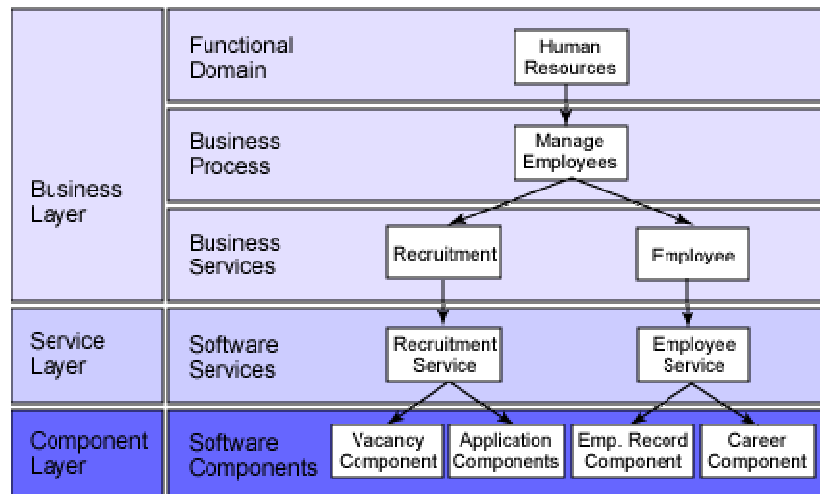 Functional
Domain
Human
Resources
Business
Process
Manage
Employees
Business
Layer
Business
Services
Recruitment
Employee
Service
Layer
Software
Services
Recruitment
Service
Employee
Service
Component
Layer
Software
Components
Vacancy
Component
Application
Components
Emp. Record
Component
Career
Component